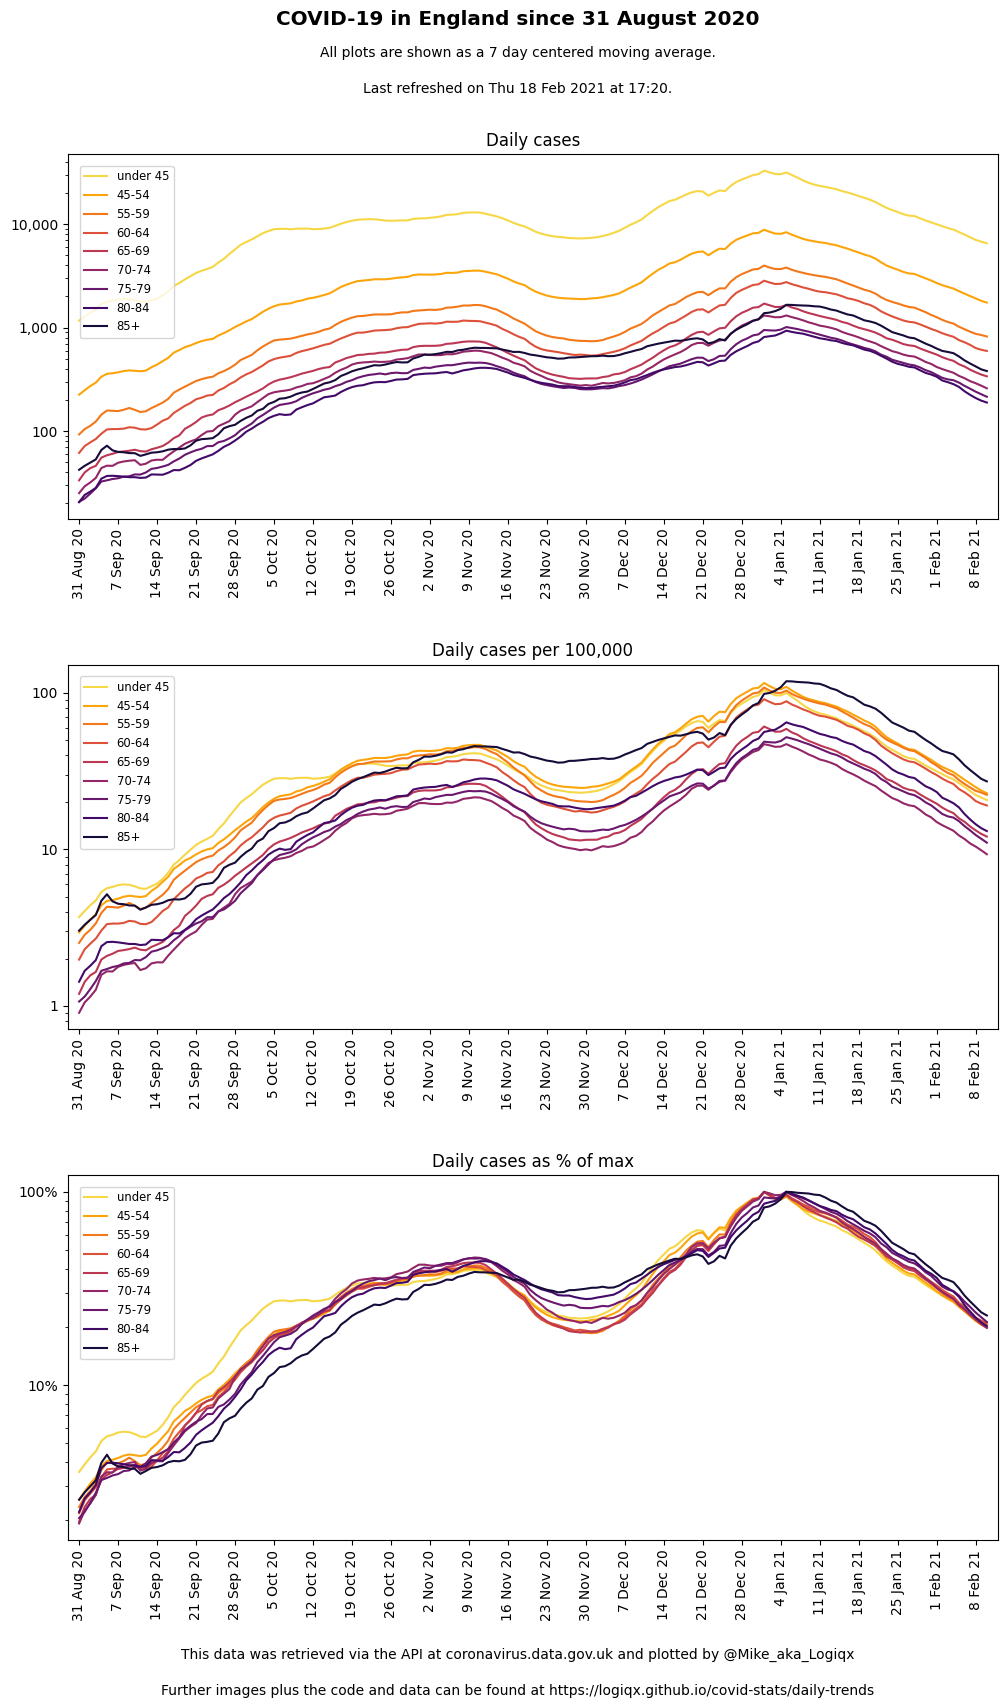 COVID-19 in England since 31 August 2020
All plots are shown as a 7 day centered moving average.
Last refreshed on Thu 18 Feb 2021 at 17:20.
Daily cases
under 45
45-54
55-59
60-64
65-69
70-74
75-79
80-84
85+
10,000
1,000
100
31 Aug 20
7 Sep 20
14 Sep 20
21 Sep 20
28 Sep 20
5 Oct 20
12 Oct 20
19 Oct 20
26 Oct 20
2 Nov 20
9 Nov 20
16 Nov 20
23 Nov 20
30 Nov 20
7 Dec 20
14 Dec 20
21 Dec 20
28 Dec 20
4 Jan 21
11 Jan 21
18 Jan 21
25 Jan 21
1 Feb 21
8 Feb 21
Daily cases per 100,000
under 45
45-54
55-59
60-64
65-69
70-74
75-79
80-84
85+
100
10
1
31 Aug 20
7 Sep 20
14 Sep 20
21 Sep 20
28 Sep 20
5 Oct 20
12 Oct 20
19 Oct 20
26 Oct 20
2 Nov 20
9 Nov 20
16 Nov 20
23 Nov 20
30 Nov 20
7 Dec 20
14 Dec 20
21 Dec 20
28 Dec 20
4 Jan 21
11 Jan 21
18 Jan 21
25 Jan 21
1 Feb 21
8 Feb 21
Daily cases as % of max
under 45
45-54
55-59
60-64
65-69
70-74
75-79
80-84
85+
100%
10%
31 Aug 20
7 Sep 20
14 Sep 20
21 Sep 20
28 Sep 20
5 Oct 20
12 Oct 20
19 Oct 20
26 Oct 20
2 Nov 20
9 Nov 20
16 Nov 20
23 Nov 20
30 Nov 20
7 Dec 20
14 Dec 20
21 Dec 20
28 Dec 20
4 Jan 21
11 Jan 21
18 Jan 21
25 Jan 21
1 Feb 21
8 Feb 21
This data was retrieved via the API at coronavirus.data.gov.uk and plotted by @Mike_aka_Logiqx
Further images plus the code and data can be found at https://logiqx.github.io/covid-stats/daily-trends